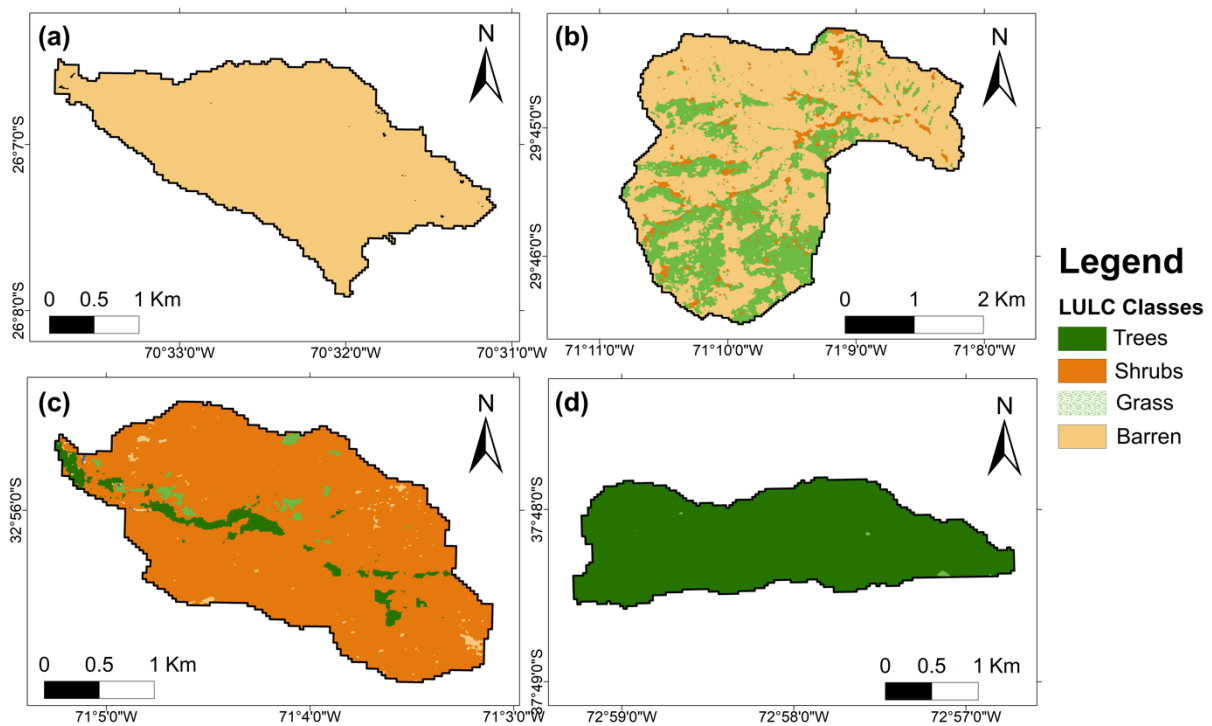 (a)
N
26°7'0"S
26°8'0"S
0 0.5 1 Km
70°33'0"W 70°32'0"W 70°31'0"W
(b)
N
29°45'0"S
29°46'0"S
0 1 2 Km
71°11'0"W 71°10'0"W 71°9'0"W 71°8'0"W
(c)
N
32°56'0"S
0 0.5 1 Km
71°5'0"W 71°4'0"W 71°3'0"W
(d)
N
37°48'0"S
37°49'0"S
0 0.5 1 Km
72°59'0"W 72°58'0"W 72°57'0"W
Legend
LULC Classes
Trees
Shrubs
Grass
Barren